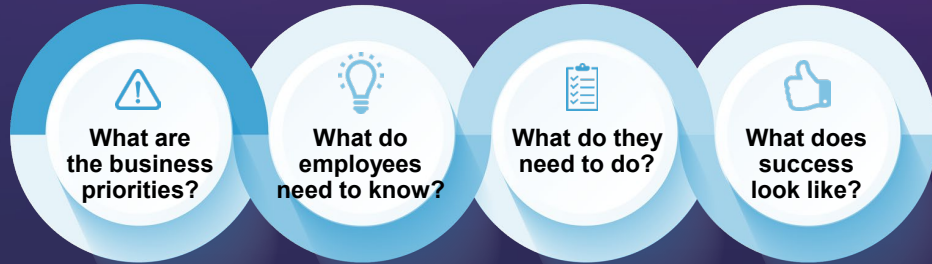 What are
the business
priorities?
What do
employees
need to know?
What do they
need to do?
What does
success
look like?